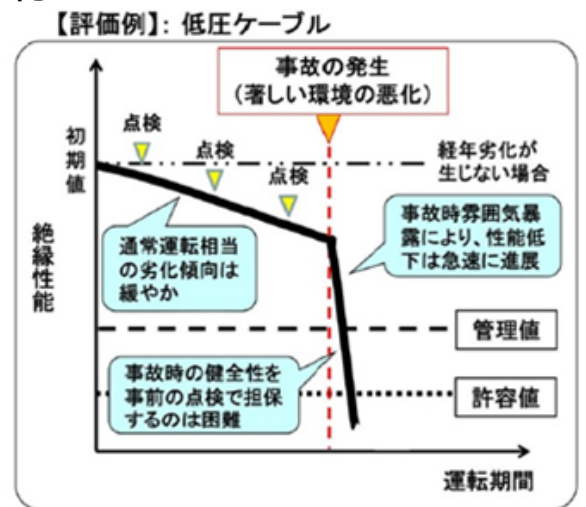 【評価例】: 低圧ケーブル
事故の発生
(著しい環境の悪化)
初期値
点検
点検
点検
経年劣化が
生じない場合
絶縁性能
通常運転相当
の劣化傾向は
緩やか
事故時雰囲気暴
露により、性能低
下は急速に進展
管理値
事故時の健全性を
事前の点検で担保
するのは困難
許容値
運転期間